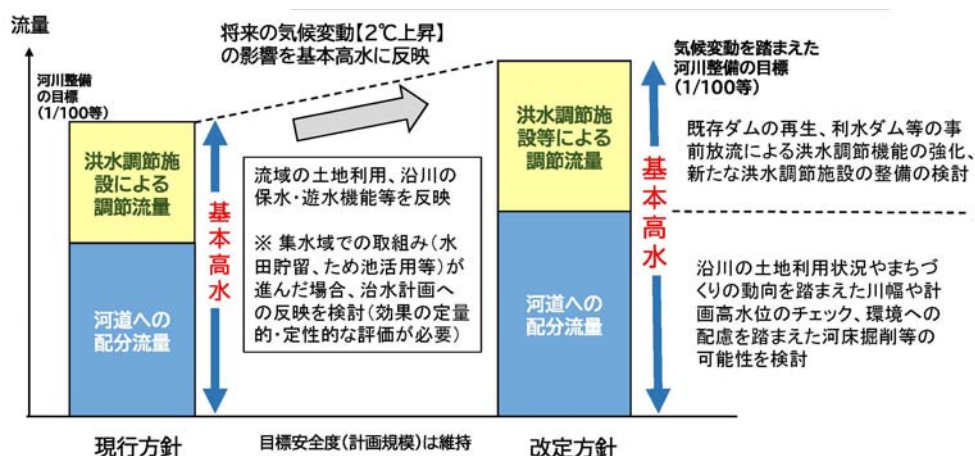 流量
将来の気候変動【2℃上昇】
の影響を基本高水に反映
河川整備
の目標
(1/100等)
洪水調節施
設による
調節流量
河道への
配分流量
基本高水
流域の土地利用、沿川の
保水・遊水機能等を反映
※ 集水域での取組み(水
田貯留、ため池活用等)が
進んだ場合、治水計画へ
の反映を検討(効果の定量
的・定性的な評価が必要)
洪水調節施
設等による
調節流量
河道への
配分流量
基本高水
気候変動を踏まえた
河川整備の目標
(1/100等)
既存ダムの再生、利水ダム等の事
前放流による洪水調節機能の強化、
新たな洪水調節施設の整備の検討
沿川の土地利用状況やまちづ
くりの動向を踏まえた川幅や計
画高水位のチェック、環境への
配慮を踏まえた河床掘削等の
可能性を検討
現行方針
目標安全度(計画規模)は維持
改定方針